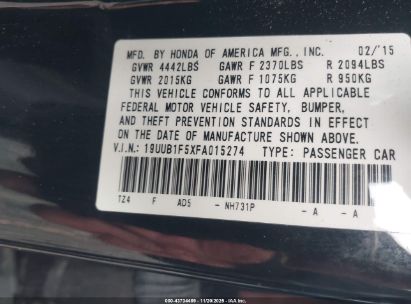 MFD. BY HONDA OF AMERICA MFG., INC. 02/'15
GVWR 4442LBS GAWR F 2370LBS R 2094LBS
GVWR 2015KG GAWR F 1075KG R 950KG
THIS VEHICLE CONFORMS TO ALL APPLICABLE
FEDERAL MOTOR VEHICLE SAFETY, BUMPER,
AND THEFT PREVENTION STANDARDS IN EFFECT
ON THE DATE OF MANUFACTURE SHOWN ABOVE.
V.I.N.: 19UUB1F5XFA015274 TYPE: PASSENGER CAR
TZ4 F AD5 - NH731P - A - A